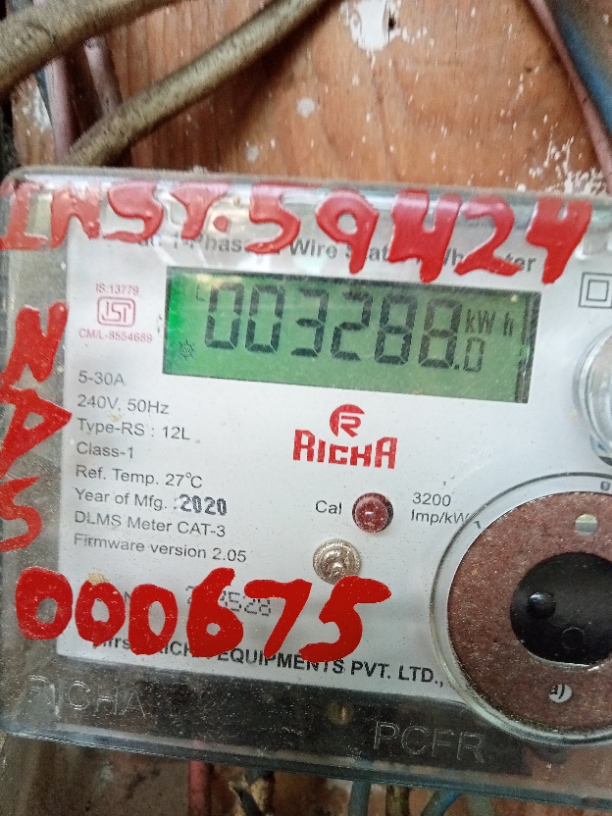 INST.59424
IS:13779
ISI
CM/L-8554689
003288.0 kWh
5-30A
240V. 50Hz
Type-RS : 12L
Class-1
Ref. Temp. 27°C
Year of Mfg. :2020
DLMS Meter CAT-3
Firmware version 2.05
RICHA
Cal
3200
Imp/kW
000675
EQUIPMENTS PVT. LTD.,
RICHA
PCFR